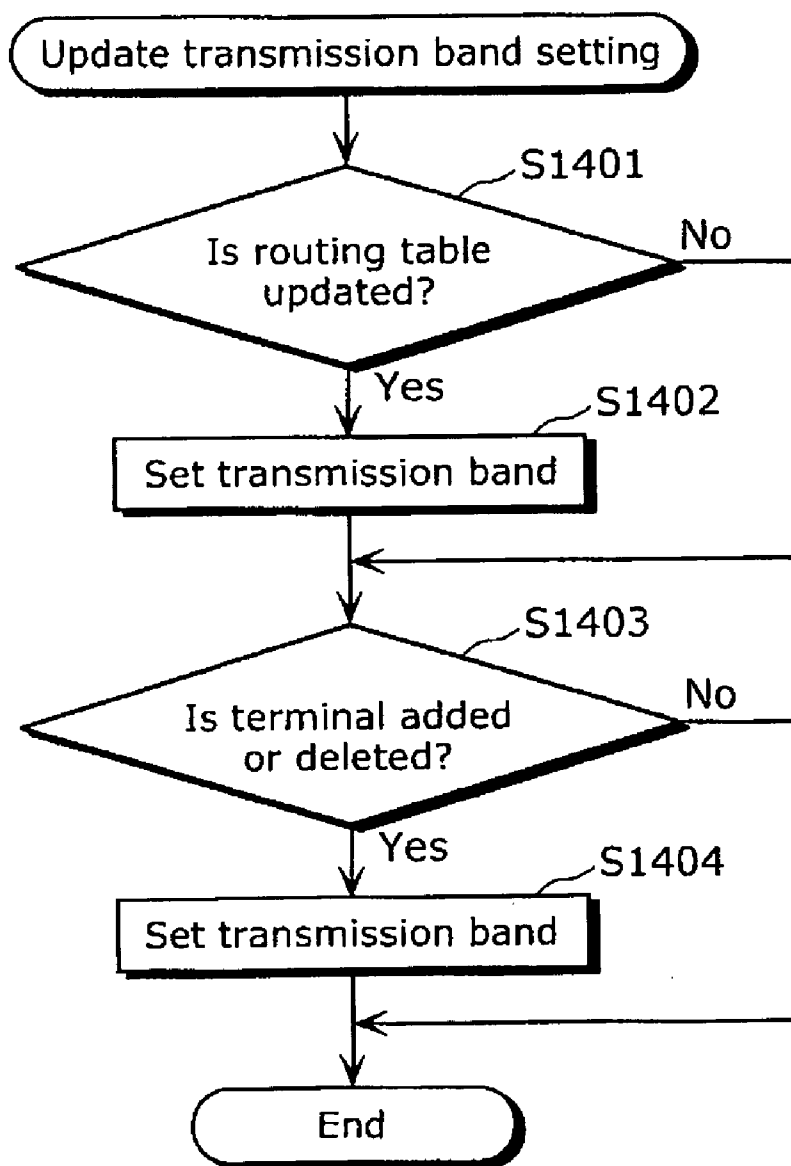 Update transmission band setting
S1401
Is routing table
updated?
No
Yes
S1402
Set transmission band
S1403
Is terminal added
or deleted?
No
Yes
S1404
Set transmission band
End